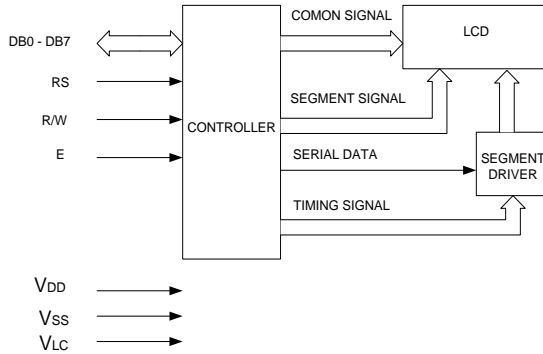 COMON SIGNAL
LCD
DB0 - DB7
RS
SEGMENT SIGNAL
R/W
CONTROLLER
E
SERIAL DATA
SEGMENT
DRIVER
TIMING SIGNAL
VDD
VSS
VLC